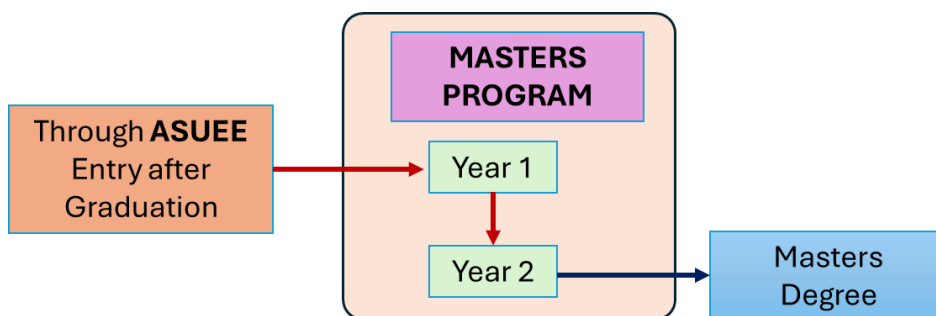 MASTERS
PROGRAM
Through ASUEE
Entry after
Graduation
Year 1
Year 2
Masters
Degree